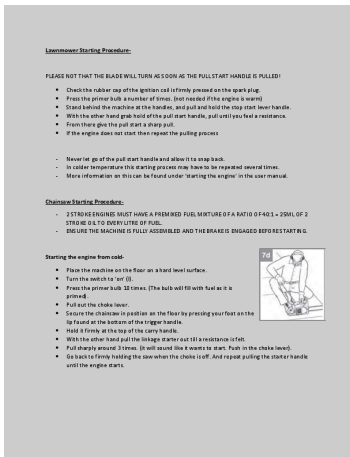 Lawnmower Starting Procedure-
PLEASE NOT THAT THE BLADE WILL TURN AS SOON AS THE PULL START HANDLE IS PULLED!
• Check the rubber cap of the ignition coil is firmly pressed on the spark plug.
• Press the primer bulb a number of times. (not needed if the engine is warm)
• Stand behind the machine at the handles, and pull and hold the stop start lever handle.
• With the other hand grab hold of the pull start handle, pull until you feel a resistance.
• From there give the pull start a sharp pull.
• If the engine does not start then repeat the pulling process
- Never let go of the pull start handle and allow it to snap back.
- In colder temperature this starting process may have to be repeated several times.
- More information on this can be found under 'starting the engine' in the user manual.
Chainsaw Starting Procedure-
- 2 STROKE ENGINES MUST HAVE A PREMIXED FUEL MIXTURE OF A RATIO OF 40:1 = 25ML OF 2
STROKE OIL TO EVERY LITRE OF FUEL.
- ENSURE THE MACHINE IS FULLY ASSEMBLED AND THE BRAKE IS ENGAGED BEFORE STARTING.
Starting the engine from cold-
7d
• Place the machine on the floor an a hard level surface.
• Turn the switch to 'on' (I).
• Press the primer bulb 10 times. (The bulb will fill with fuel as it is
primed).
• Pull out the choke lever.
• Secure the chainsaw in position on the floor by pressing your foot on the
lip found at the bottom of the trigger handle.
• Hold it firmly at the top of the carry handle.
• With the other hand pull the linkage starter out till a resistance is felt.
• Pull sharply around 3 times. (it will sound like it wants to start. Push in the choke lever).
• Go back to firmly holding the saw when the choke is off. And repeat pulling the starter handle
until the engine starts.